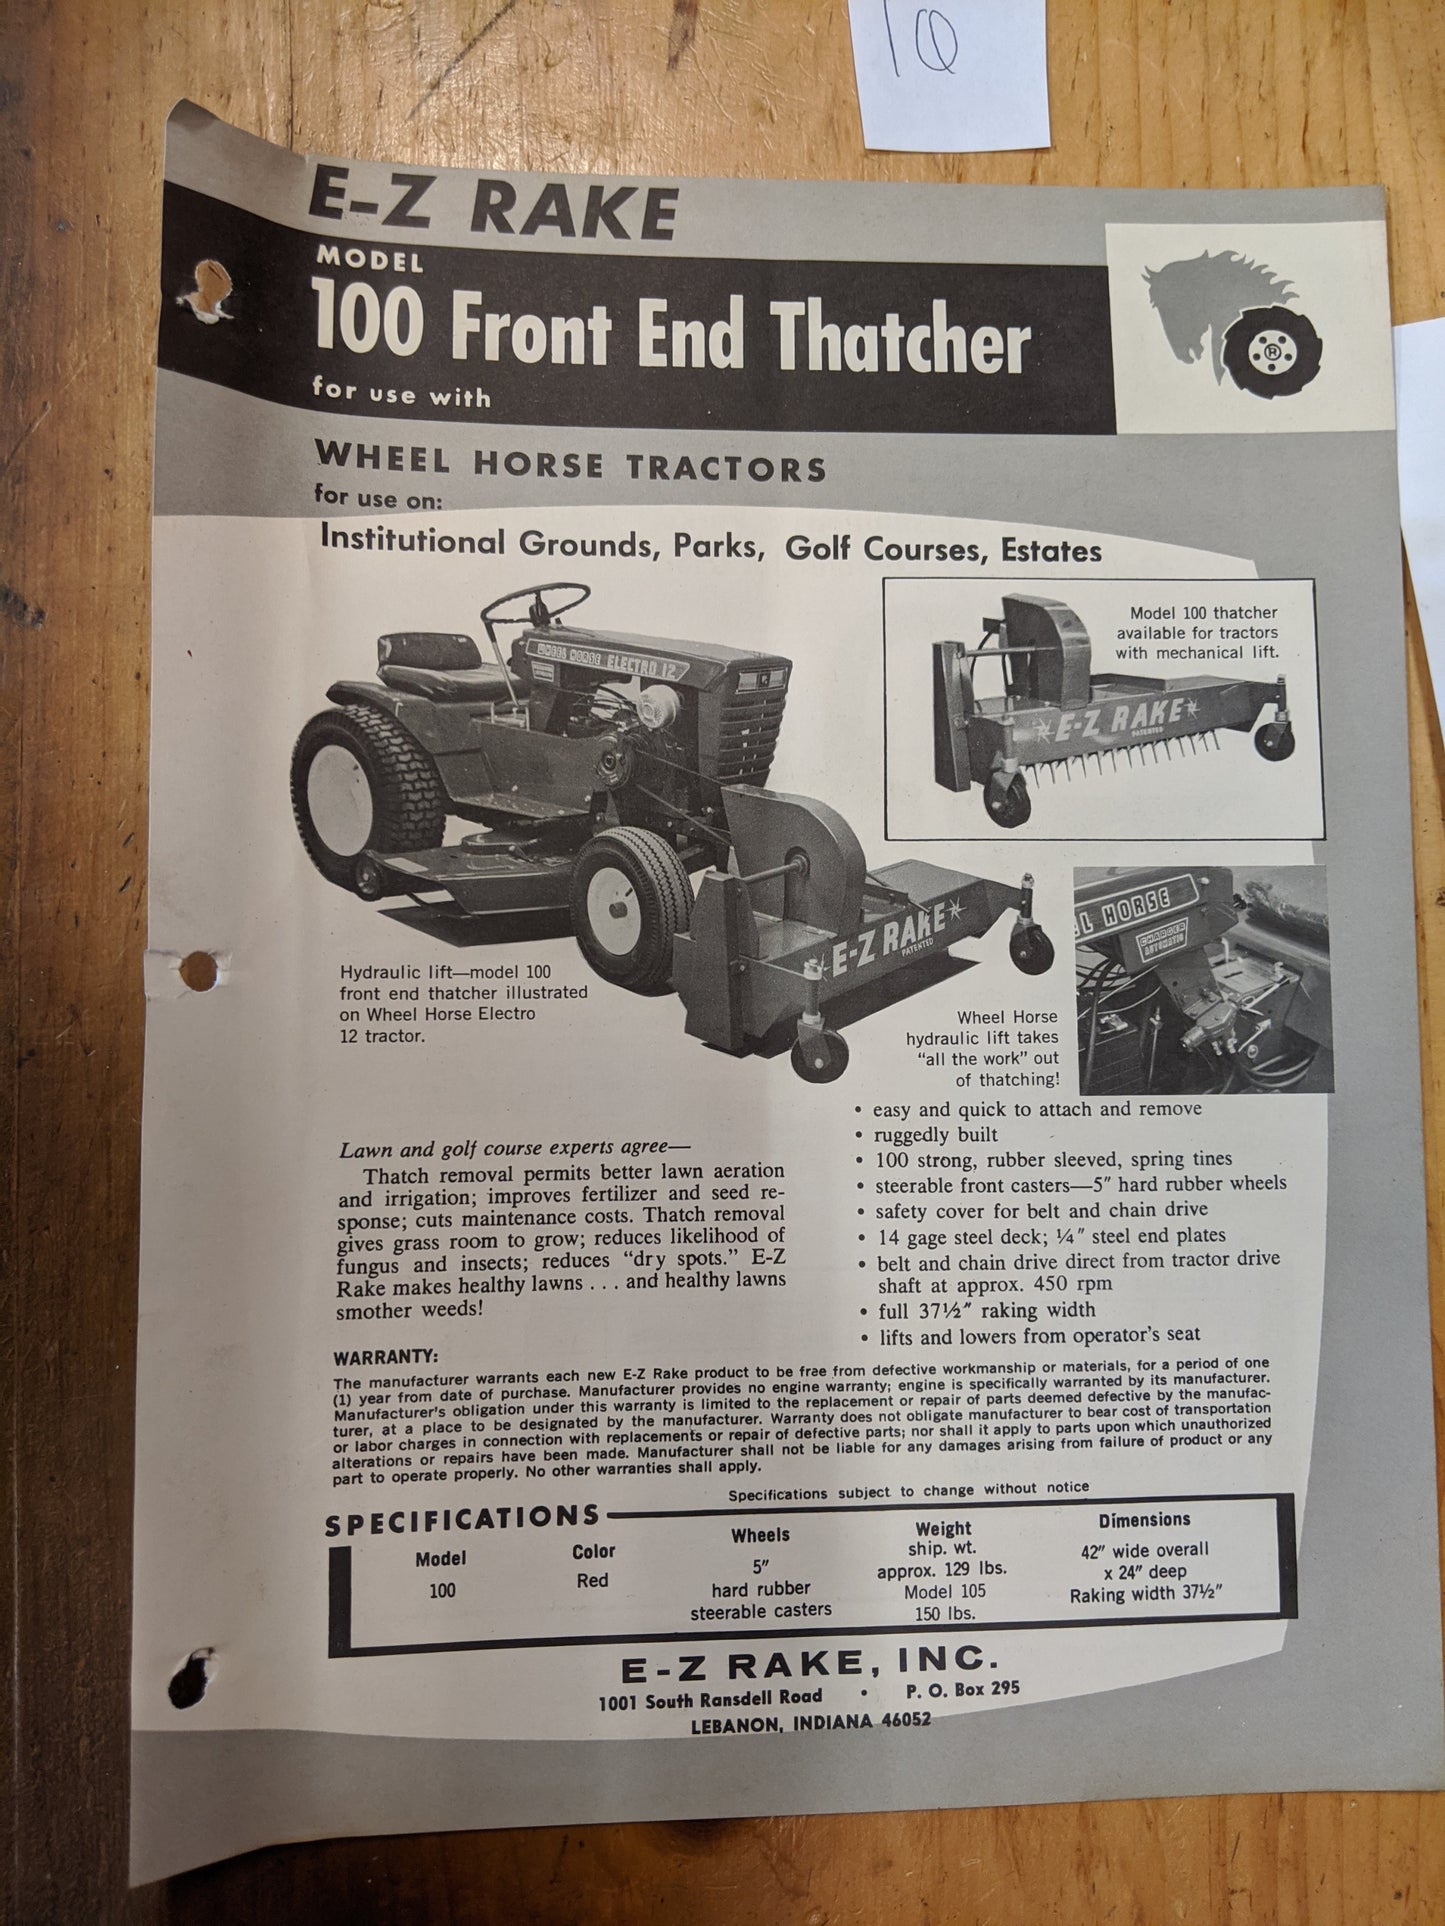 10
E-Z RAKE
MODEL
100 Front End Thatcher
for use with
R
WHEEL HORSE TRACTORS
for use on:
Institutional Grounds, Parks, Golf Courses, Estates
WHEEL HORSE ELECTRO 12
Model 100 thatcher
available for tractors
with mechanical lift.
E-Z RAKE
PATENTED
E-Z RAKE
PATENTED
Hydraulic lift—model 100
front end thatcher illustrated
on Wheel Horse Electro
12 tractor.
L HORSE
CHARGER
AUTOMATIC
Wheel Horse
hydraulic lift takes
“all the work” out
of thatching!
Lawn and golf course experts agree—
Thatch removal permits better lawn aeration
and irrigation; improves fertilizer and seed re-
sponse; cuts maintenance costs. Thatch removal
gives grass room to grow; reduces likelihood of
fungus and insects; reduces “dry spots.” E-Z
Rake makes healthy lawns . . . and healthy lawns
smother weeds!
• easy and quick to attach and remove
• ruggedly built
• 100 strong, rubber sleeved, spring tines
• steerable front casters—5″ hard rubber wheels
• safety cover for belt and chain drive
• 14 gage steel deck; ¼″ steel end plates
• belt and chain drive direct from tractor drive
shaft at approx. 450 rpm
• full 37½″ raking width
• lifts and lowers from operator's seat
WARRANTY:
The manufacturer warrants each new E-Z Rake product to be free from defective workmanship or materials, for a period of one
(1) year from date of purchase. Manufacturer provides no engine warranty; engine is specifically warranted by its manufacturer.
Manufacturer's obligation under this warranty is limited to the replacement or repair of parts deemed defective by the manufac-
turer, at a place to be designated by the manufacturer. Warranty does not obligate manufacturer to bear cost of transportation
or labor charges in connection with replacements or repair of defective parts; nor shall it apply to parts upon which unauthorized
alterations or repairs have been made. Manufacturer shall not be liable for any damages arising from failure of product or any
part to operate properly. No other warranties shall apply.
Specifications subject to change without notice
SPECIFICATIONS
Model
100
Color
Red
Wheels
5″
hard rubber
steerable casters
Weight
ship. wt.
approx. 129 lbs.
Model 105
150 lbs.
Dimensions
42″ wide overall
x 24″ deep
Raking width 37½″
E-Z RAKE, INC.
1001 South Ransdell Road • P. O. Box 295
LEBANON, INDIANA 46052